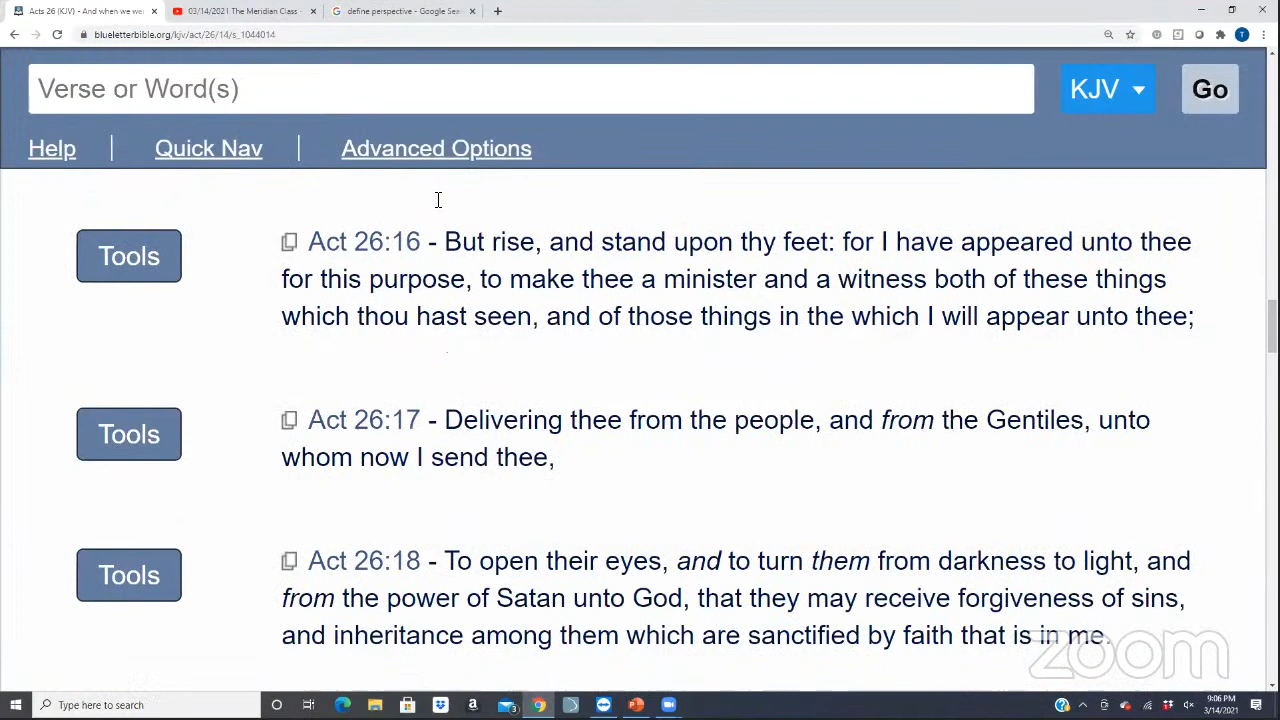 Acts 26 (KJV) - And when we we
03/14/2021 The Meridian Class -
define perspective - Google Sea
blueletterbible.org/kjv/act/26/14/s_1044014
T
Verse or Word(s)
KJV
Go
Help
Quick Nav
Advanced Options
Tools
Act 26:16 - But rise, and stand upon thy feet: for I have appeared unto thee
for this purpose, to make thee a minister and a witness both of these things
which thou hast seen, and of those things in the which I will appear unto thee;
Tools
Act 26:17 - Delivering thee from the people, and from the Gentiles, unto
whom now I send thee,
Tools
Act 26:18 - To open their eyes, and to turn them from darkness to light, and
from the power of Satan unto God, that they may receive forgiveness of sins,
and inheritance among them which are sanctified by faith that is in me.
zoom
Type here to search
9:06 PM
3/14/2021